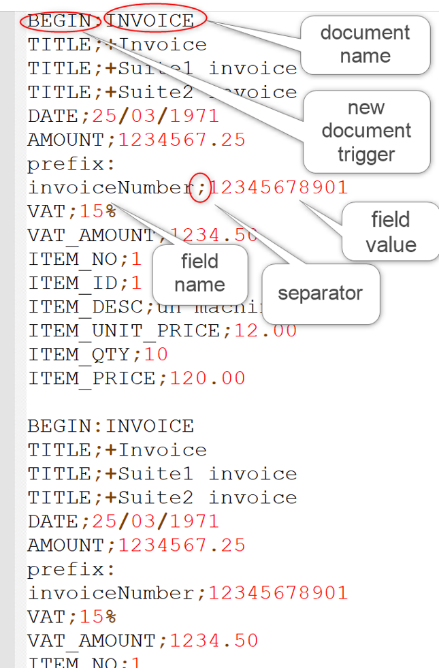 BEGIN:INVOICE
TITLE;+Invoice
TITLE;+Suite1 invoice
TITLE;+Suite2 invoice
DATE;25/03/1971
AMOUNT;1234567.25
prefix:
invoiceNumber;12345678901
VAT;15%
VAT_AMOUNT;1234.50
ITEM_NO;1
ITEM_ID;1
ITEM_DESC;un machin
ITEM_UNIT_PRICE;12.00
ITEM_QTY;10
ITEM_PRICE;120.00
BEGIN:INVOICE
TITLE;+Invoice
TITLE;+Suite1 invoice
TITLE;+Suite2 invoice
DATE;25/03/1971
AMOUNT;1234567.25
prefix:
invoiceNumber;12345678901
VAT;15%
VAT_AMOUNT;1234.50
ITEM_NO;1
document
name
new
document
trigger
field
value
field
name
separator